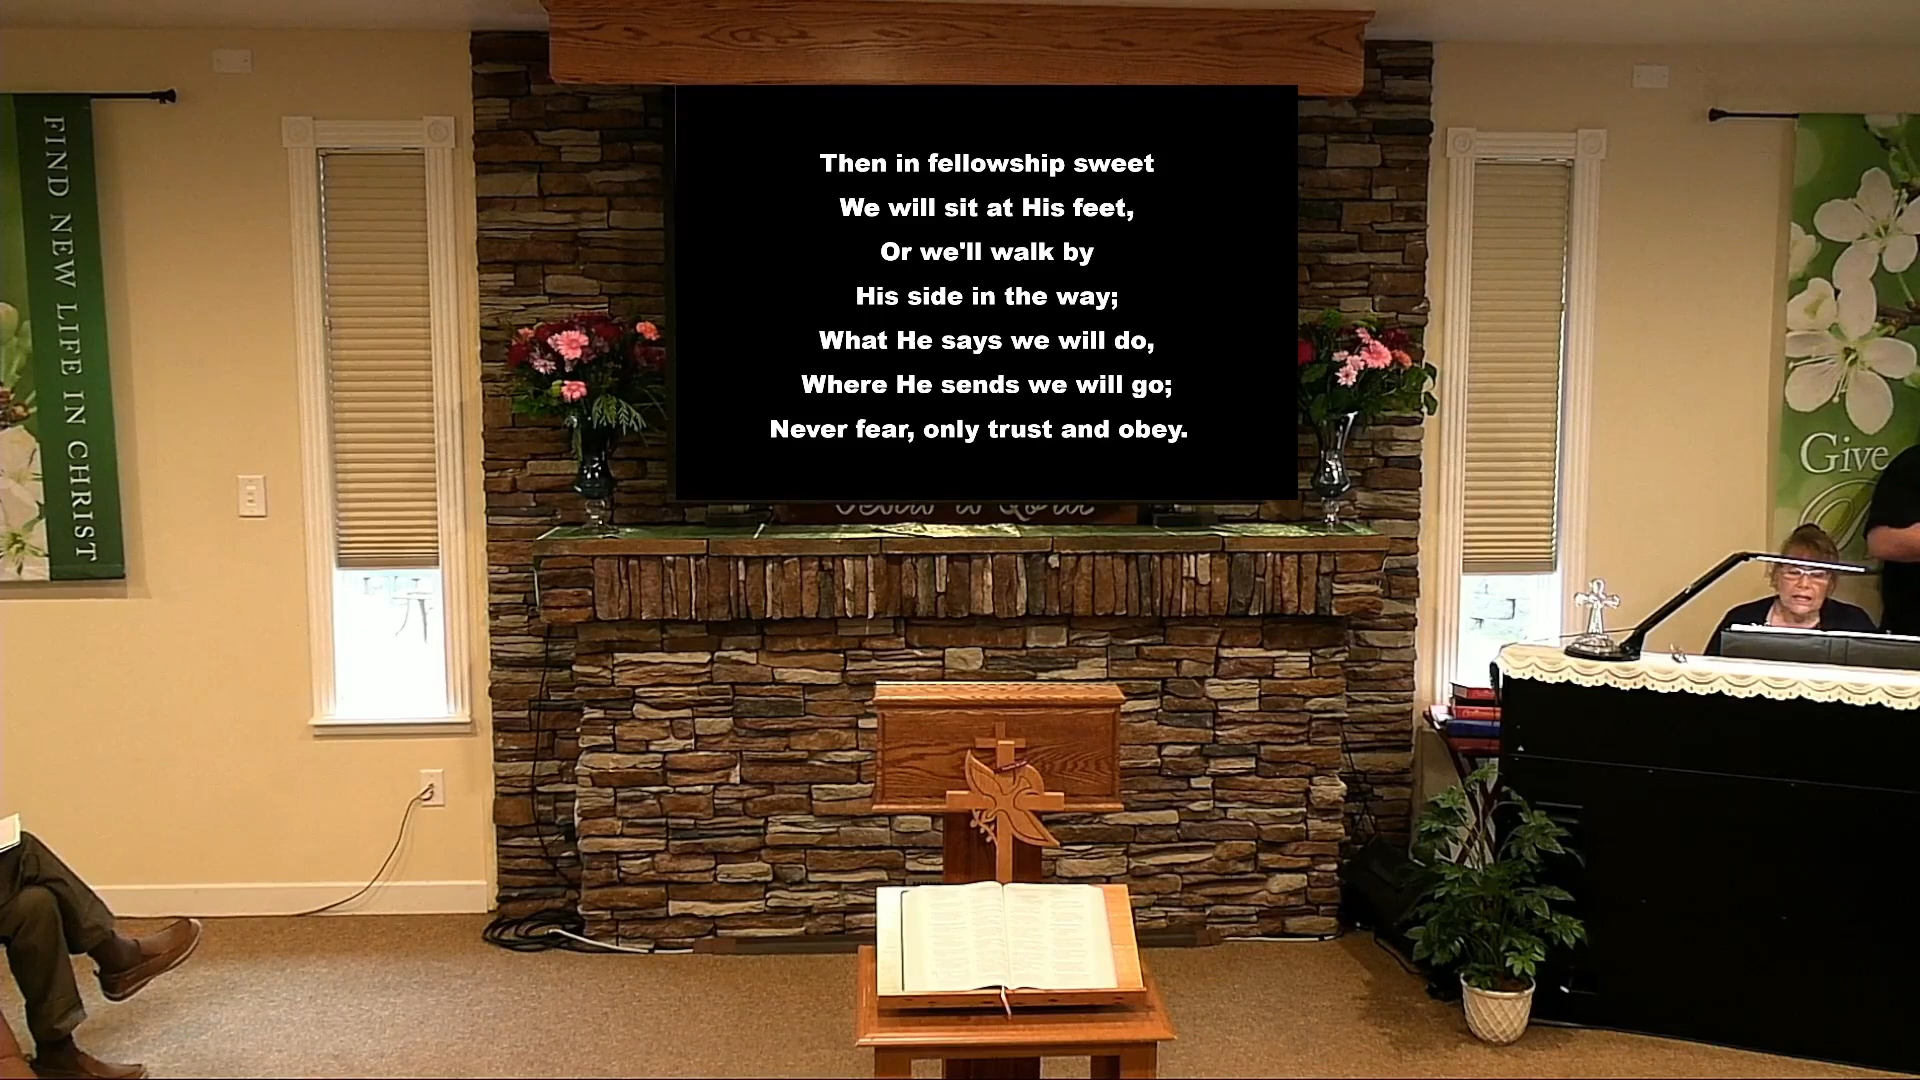 FIND NEW LIFE IN CHRIST
Then in fellowship sweet
We will sit at His feet,
Or we'll walk by
His side in the way;
What He says we will do,
Where He sends we will go;
Never fear, only trust and obey.
Give